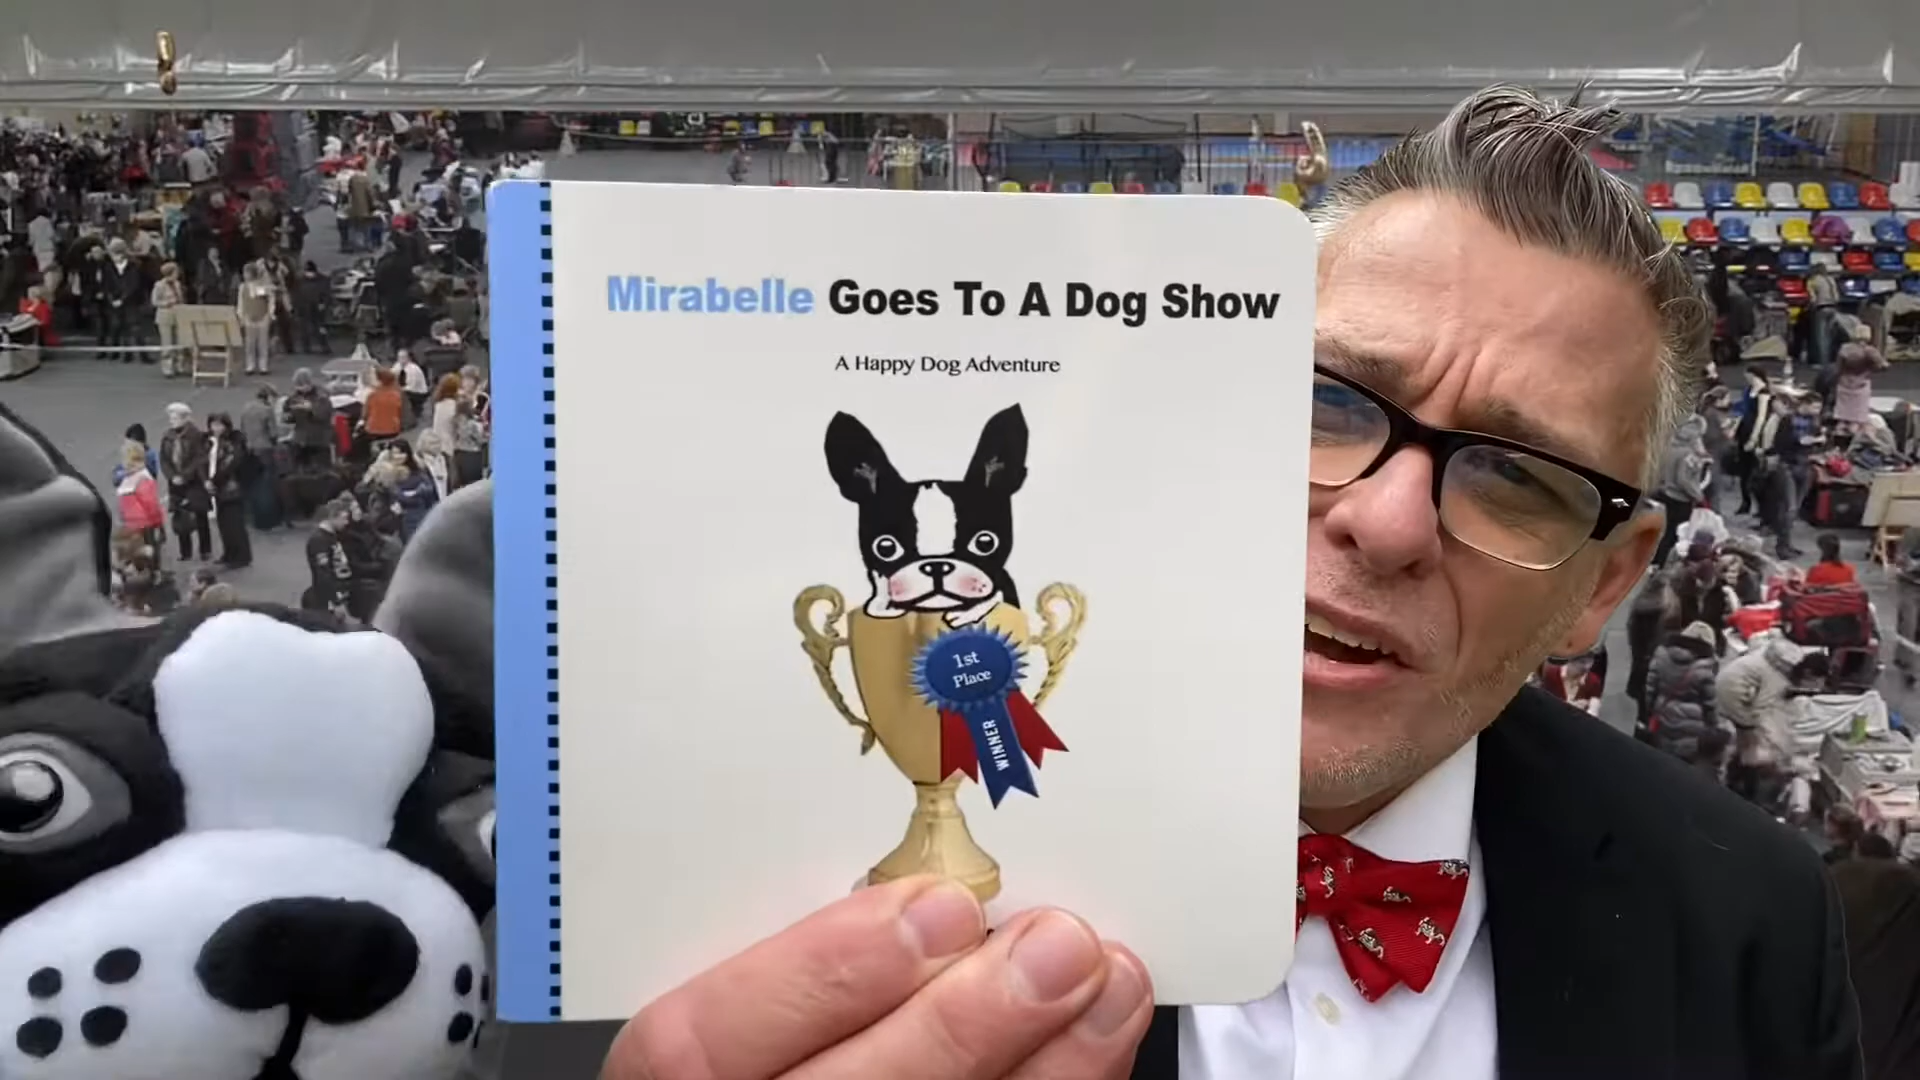 Mirabelle Goes To A Dog Show
A Happy Dog Adventure
1st
Place
WINNER